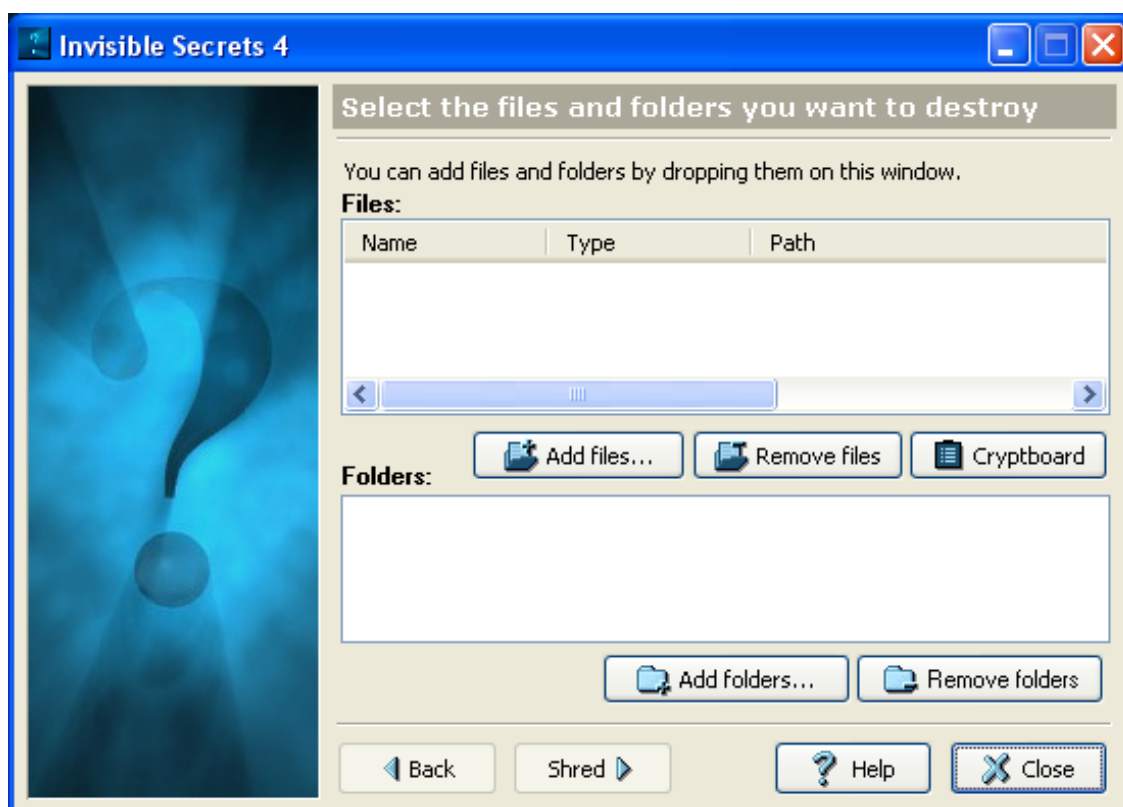 Invisible Secrets 4
Select the files and folders you want to destroy
You can add files and folders by dropping them on this window.
Files:
Name Type Path
Add files... Remove files Cryptboard
Folders:
Add folders... Remove folders
Back Shred Help Close